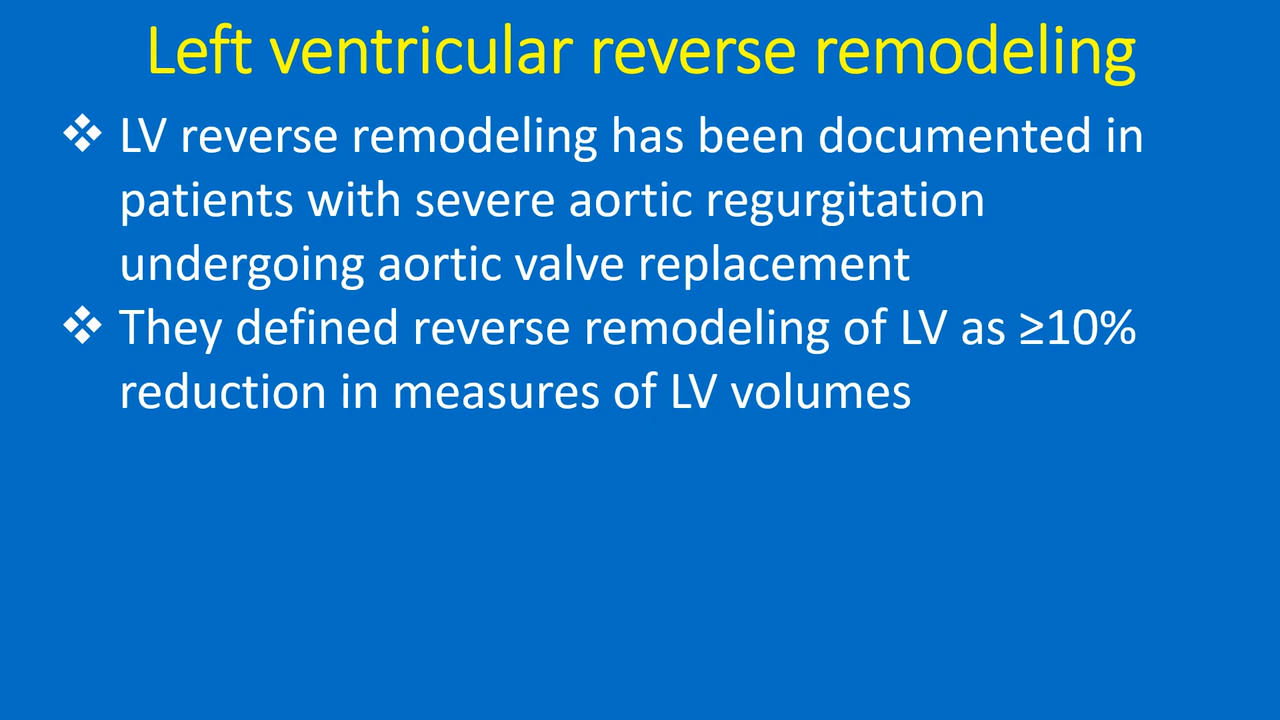 Left ventricular reverse remodeling
❖ LV reverse remodeling has been documented in
patients with severe aortic regurgitation
undergoing aortic valve replacement
❖ They defined reverse remodeling of LV as ≥10%
reduction in measures of LV volumes